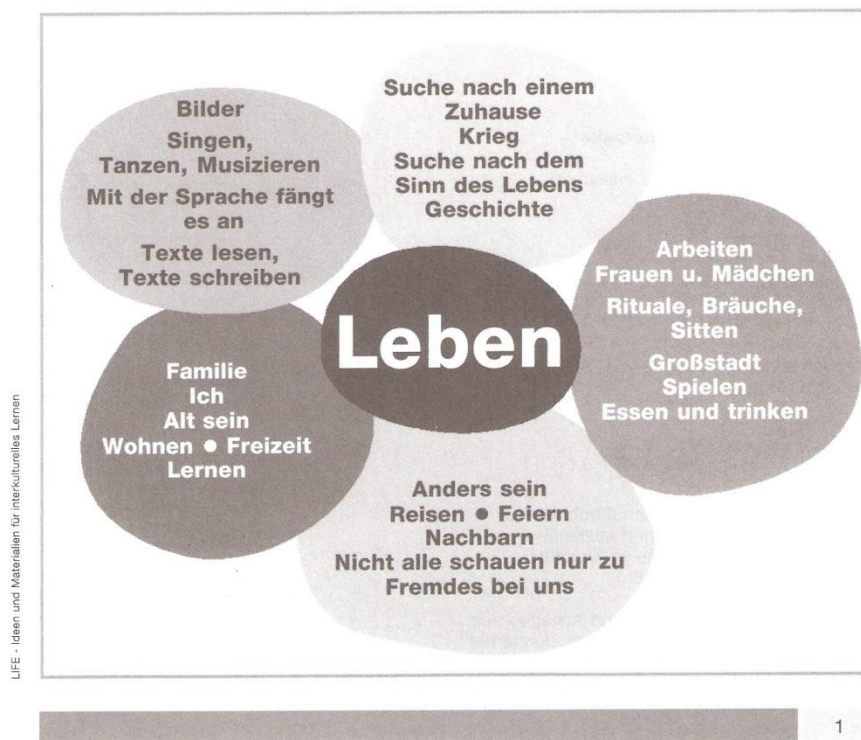 Bilder
Singen,
Tanzen, Musizieren
Mit der Sprache fängt
es an
Texte lesen,
Texte schreiben
Suche nach einem
Zuhause
Krieg
Suche nach dem
Sinn des Lebens
Geschichte
Arbeiten
Frauen u. Mädchen
Rituale, Bräuche,
Sitten
Großstadt
Spielen
Essen und trinken
Leben
Familie
Ich
Alt sein
Wohnen ● Freizeit
Lernen
Anders sein
Reisen ● Feiern
Nachbarn
Nicht alle schauen nur zu
Fremdes bei uns
LIFE - Ideen und Materialien für interkulturelles Lernen
1